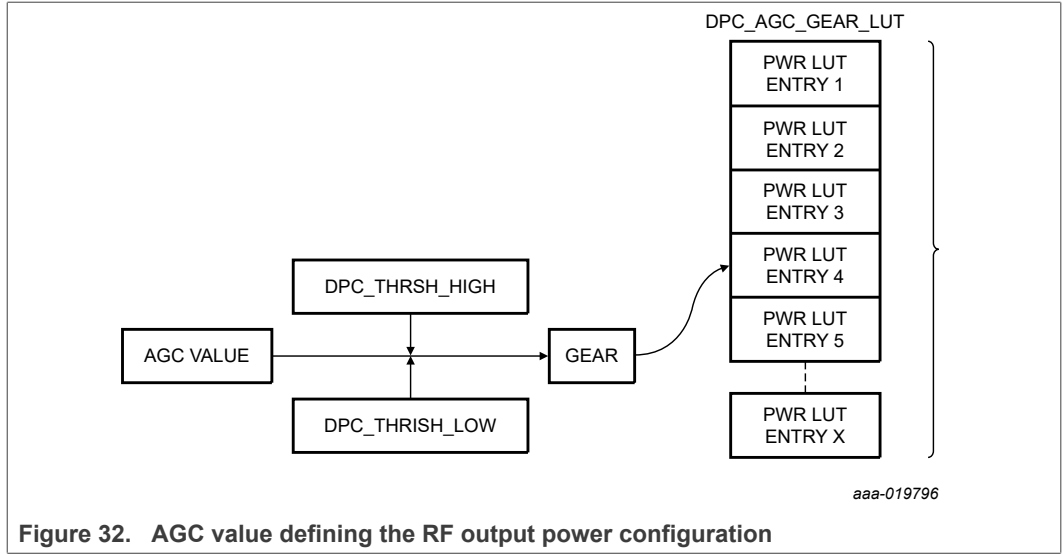 DPC_AGC_GEAR_LUT
PWR LUT
ENTRY 1
PWR LUT
ENTRY 2
PWR LUT
ENTRY 3
PWR LUT
ENTRY 4
PWR LUT
ENTRY 5
PWR LUT
ENTRY X
DPC_THRSH_HIGH
AGC VALUE
GEAR
DPC_THRISH_LOW
aaa-019796
Figure 32. AGC value defining the RF output power configuration